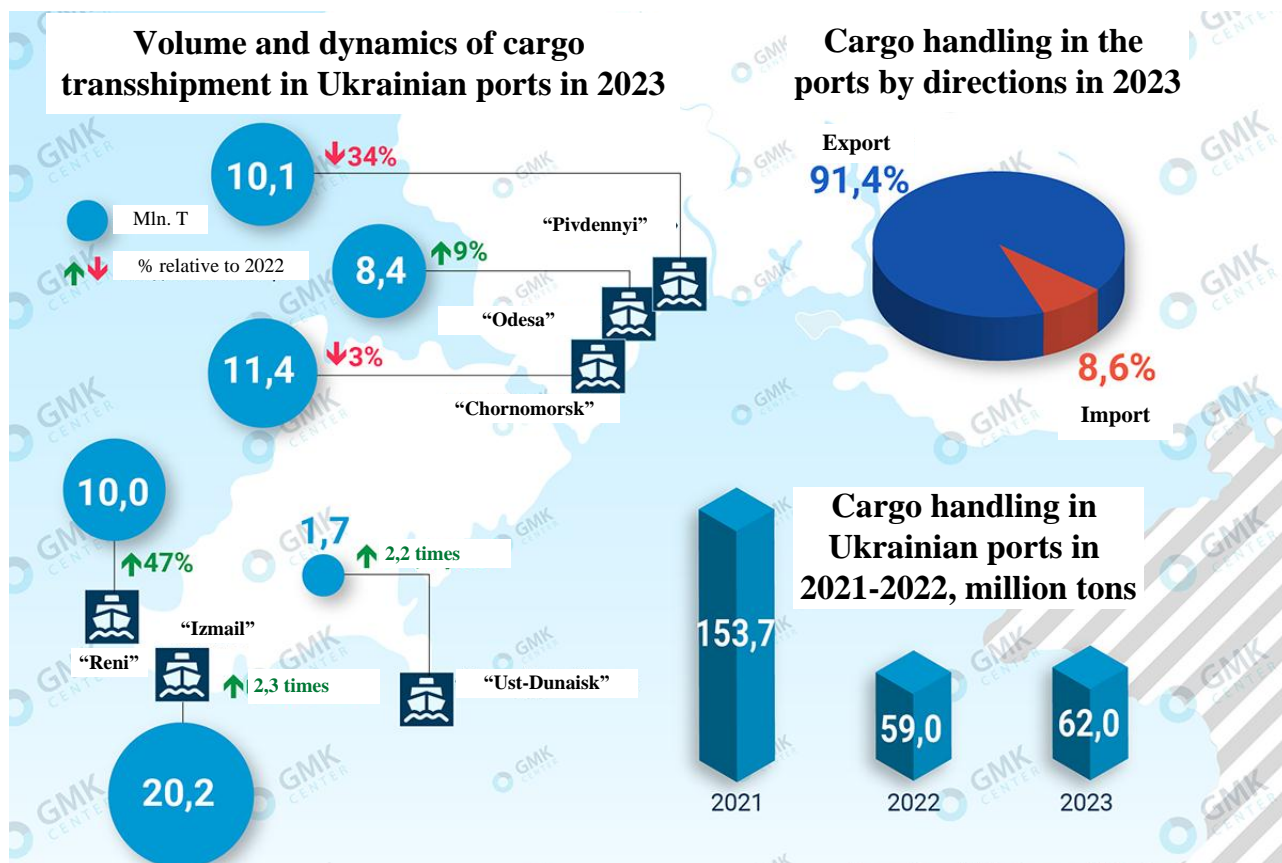 Volume and dynamics of cargo
transshipment in Ukrainian ports in 2023
Cargo handling in the
ports by directions in 2023
10,1
34%
Mln. T
% relative to 2022
“Pivdennyi”
8,4
9%
“Odesa”
11,4
3%
“Chornomorsk”
Export
91,4%
8,6%
Import
10,0
47%
“Reni”
1,7
2,2 times
“Ust-Dunaisk”
“Izmail”
2,3 times
20,2
Cargo handling in
Ukrainian ports in
2021-2022, million tons
153,7
59,0
62,0
2021
2022
2023
GMK
CENTER